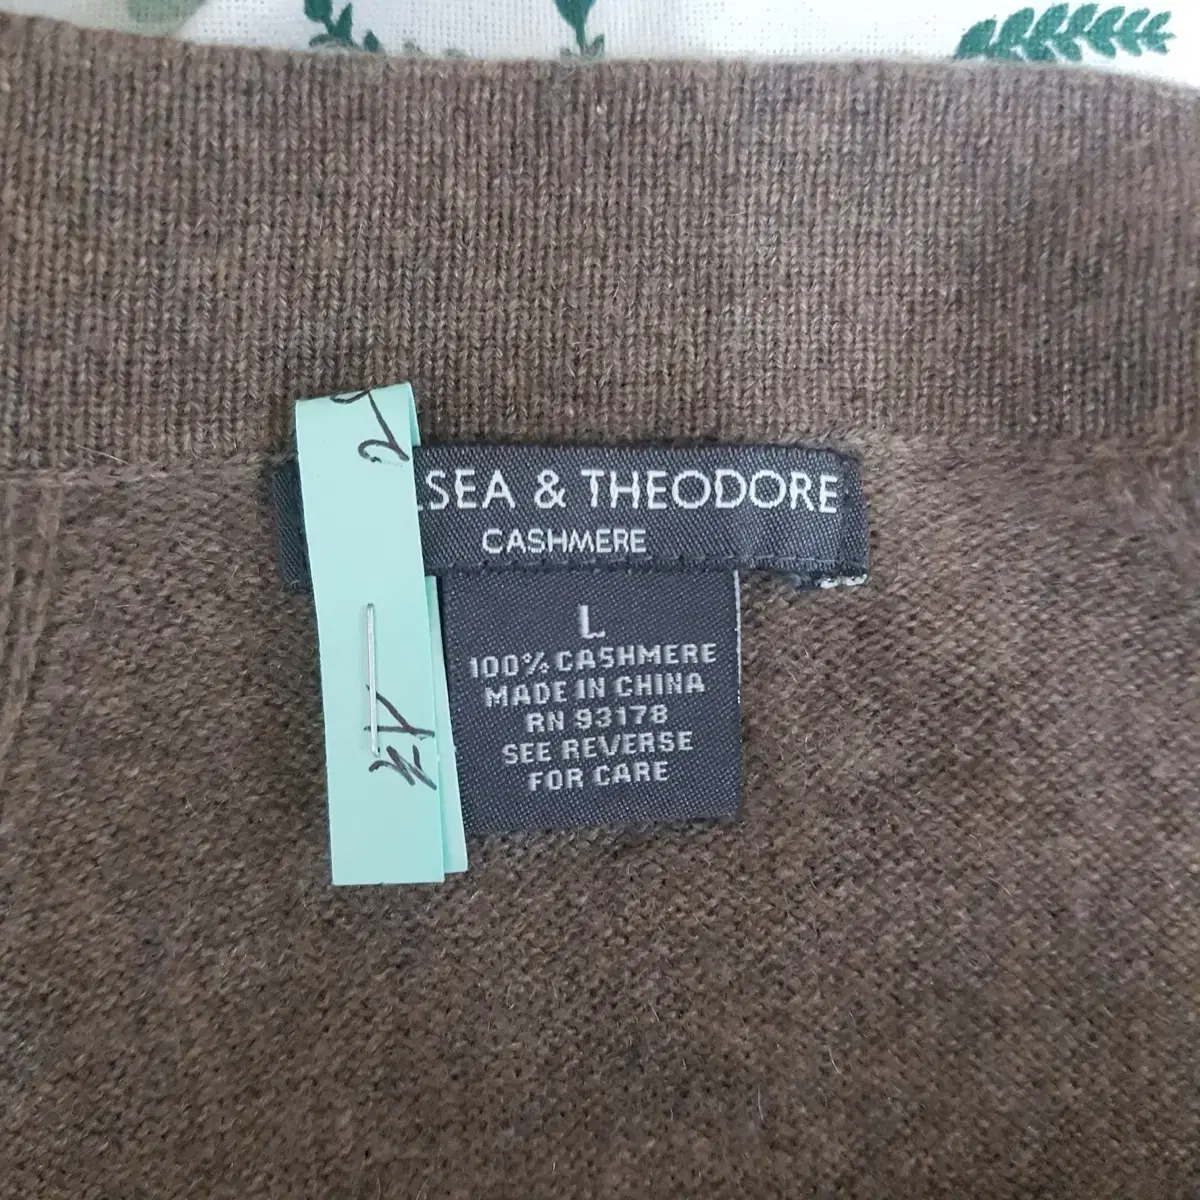 SEA & THEODORE
CASHMERE
L
100% CASHMERE
MADE IN CHINA
RN 93178
SEE REVERSE
FOR CARE